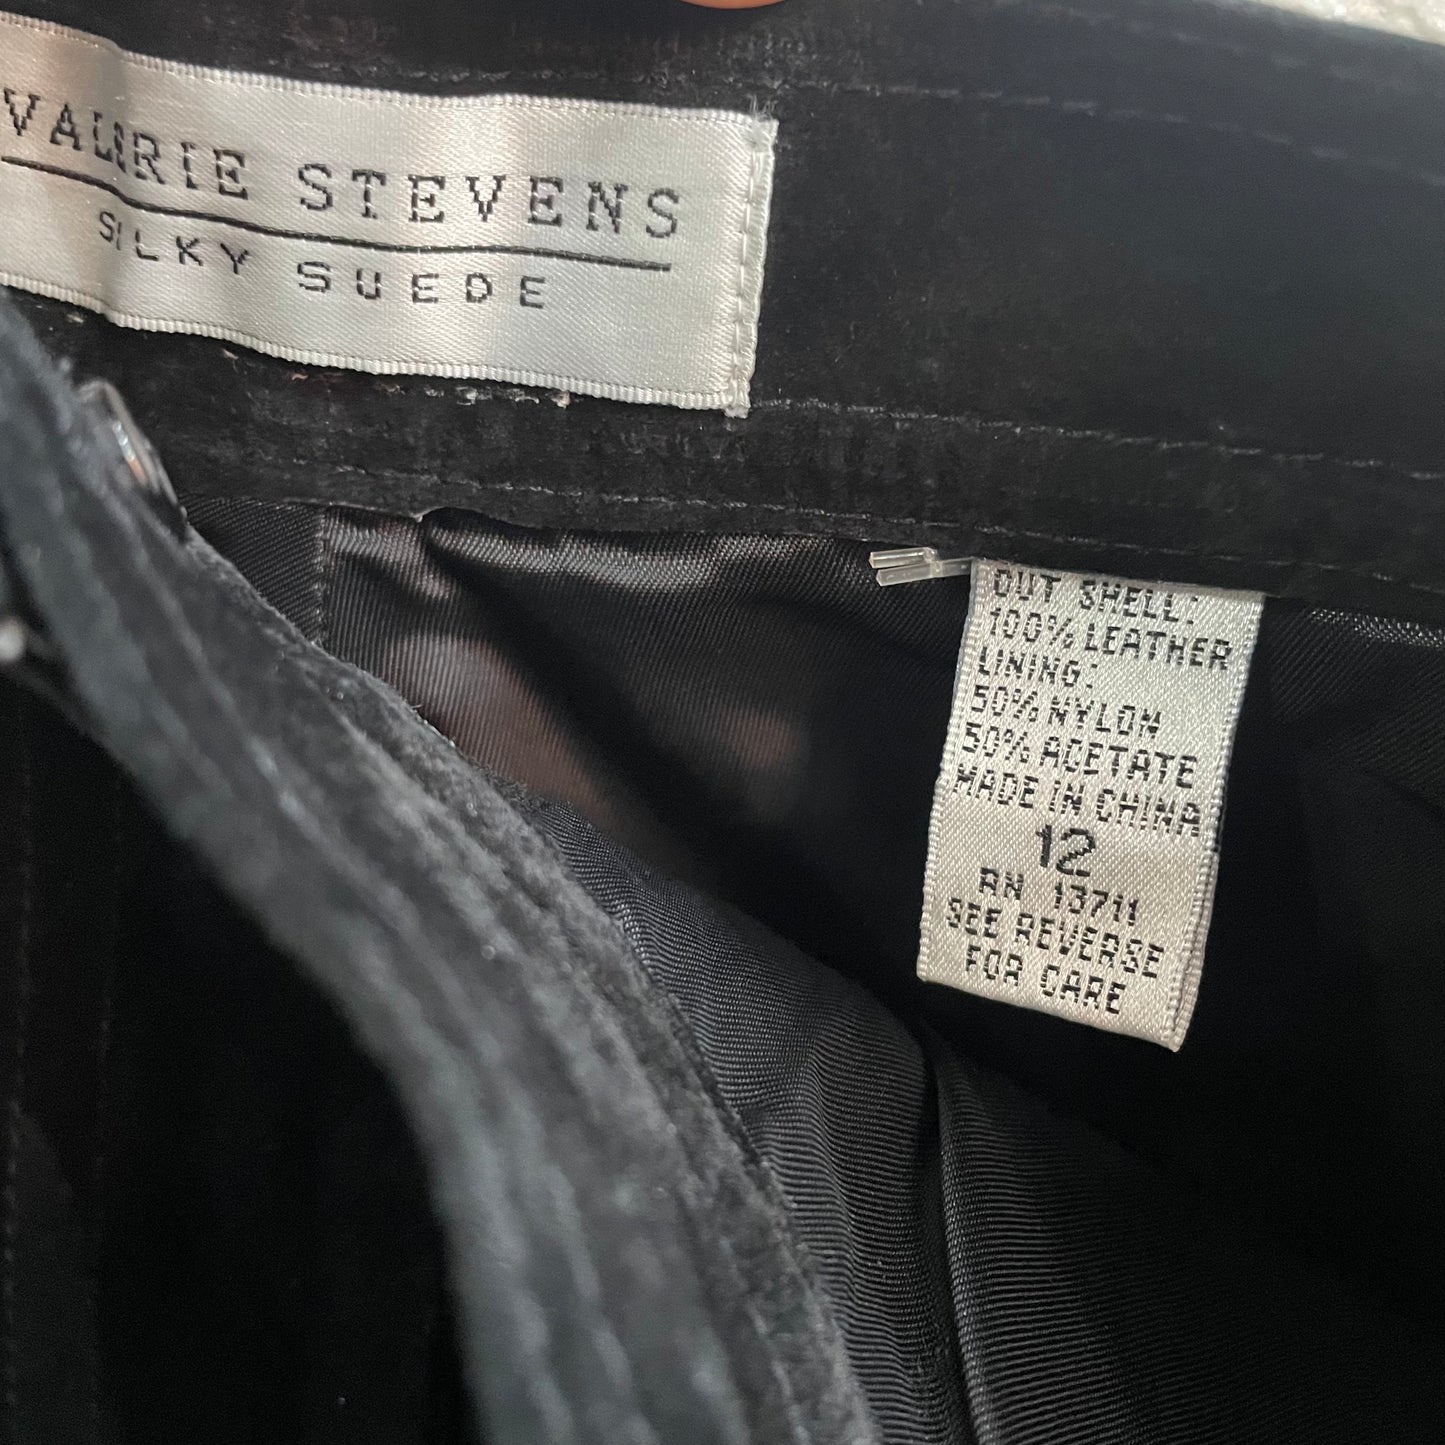 VALERIE STEVENS
SILKY SUEDE
OUT SHELL:
100% LEATHER
LINING:
50% NYLON
50% ACETATE
MADE IN CHINA
12
RN 13711
SEE REVERSE
FOR CARE